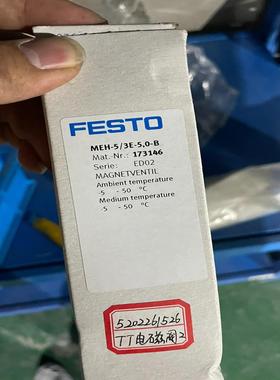 FESTO
MEH-5/3E-5,0-B
Mat.-Nr.: 173146
Serie: ED02
MAGNETVENTIL
Ambient temperature
-5 - 50 °C
Medium temperature
-5 - 50 °C
5202261526
TT电磁阀2